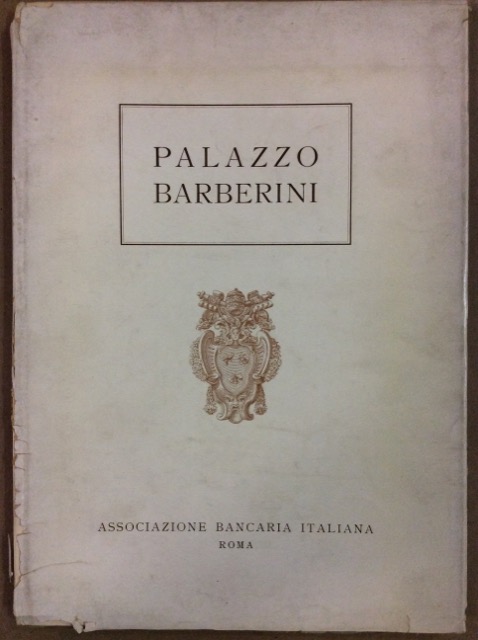 PALAZZO
BARBERINI
ASSOCIAZIONE BANCARIA ITALIANA
ROMA